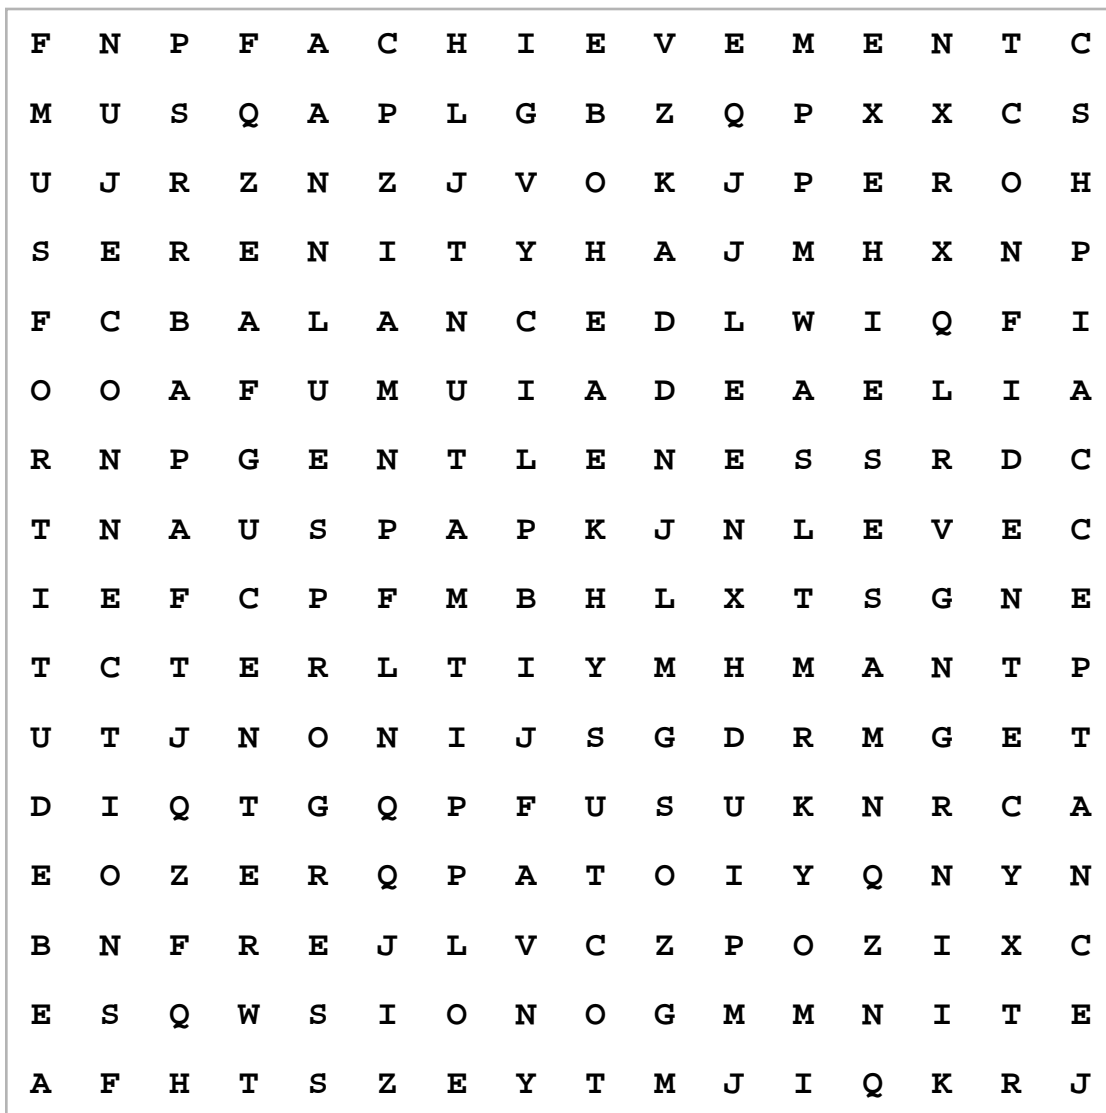 F N P F A C H I E V E M E N T C
M U S Q A P L G B Z Q P X X C S
U J R Z N Z J V O K J P E R O H
S E R E N I T Y H A J M H X N P
F C B A L A N C E D L W I Q F I
O O A F U M U I A D E A E L I A
R N P G E N T L E N E S S R D C
T N A U S P A P K J N L E V E C
I E F C P F M B H L X T S G N E
T C T E R L T I Y M H M A N T P
U T J N O N I J S G D R M G E T
D I Q T G Q P F U S U K N R C A
E O Z E R Q P A T O I Y Q N Y N
B N F R E J L V C Z P O Z I X C
E S Q W S I O N O G M M N I T E
A F H T S Z E Y T M J I Q K R J